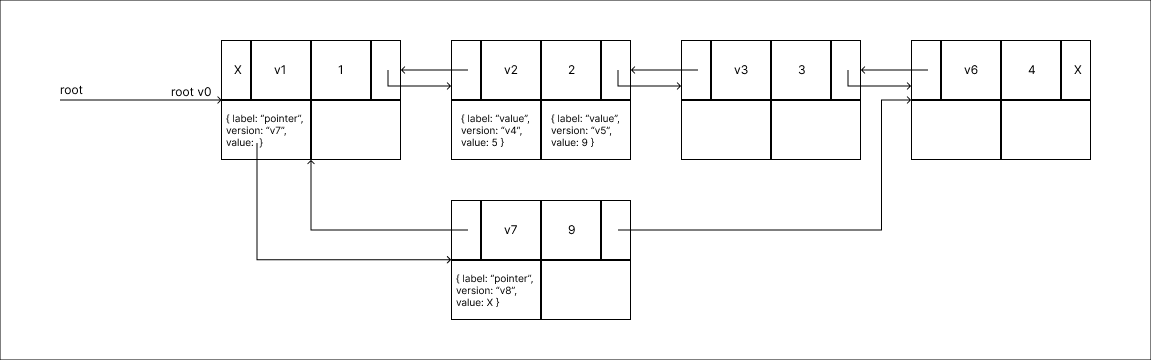 X v1 1 v2 2 v3 3 v6 4 X
root root v0
{ label: “pointer”,
version: “v7”,
value: }
{ label: “value”,
version: “v4”,
value: 5 }
{ label: “value”,
version: “v5”,
value: 9 }
v7 9
{ label: “pointer”,
version: “v8”,
value: X }